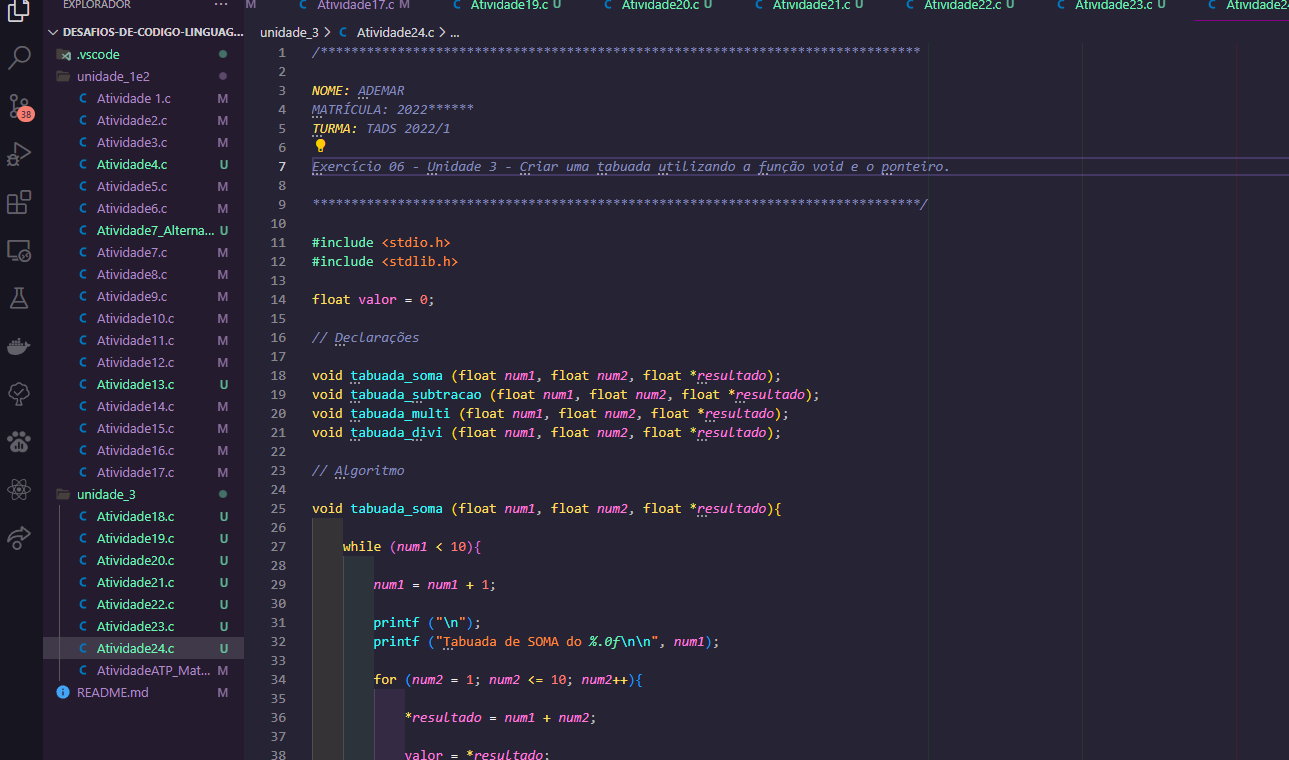 EXPLORADOR ...
DESAFIOS-DE-CODIGO-LINGUAG...
.vscode
unidade_1e2
C Atividade 1.c M
C Atividade2.c M
C Atividade3.c M
C Atividade4.c U
C Atividade5.c M
C Atividade6.c M
C Atividade7_Alterna... U
C Atividade7.c M
C Atividade8.c M
C Atividade9.c M
C Atividade10.c M
C Atividade11.c M
C Atividade12.c M
C Atividade13.c U
C Atividade14.c M
C Atividade15.c M
C Atividade16.c M
C Atividade17.c M
unidade_3
C Atividade18.c U
C Atividade19.c U
C Atividade20.c U
C Atividade21.c U
C Atividade22.c U
C Atividade23.c U
C Atividade24.c U
C AtividadeATP_Mat... M
README.md M
38
M C Atividade17.c M C Atividade19.c U C Atividade20.c U C Atividade21.c U C Atividade22.c U C Atividade23.c U C Atividade24
unidade_3 > C Atividade24.c > ...
1 /******************************************************************************
2
3 NOME: ADEMAR
4 MATRÍCULA: 2022******
5 TURMA: TADS 2022/1
6
7 Exercício 06 - Unidade 3 - Criar uma tabuada utilizando a função void e o ponteiro.
8
9 *******************************************************************************/
10
11 #include <stdio.h>
12 #include <stdlib.h>
13
14 float valor = 0;
15
16 // Declarações
17
18 void tabuada_soma (float num1, float num2, float *resultado);
19 void tabuada_subtracao (float num1, float num2, float *resultado);
20 void tabuada_multi (float num1, float num2, float *resultado);
21 void tabuada_divi (float num1, float num2, float *resultado);
22
23 // Algoritmo
24
25 void tabuada_soma (float num1, float num2, float *resultado){
26
27 while (num1 < 10){
28
29 num1 = num1 + 1;
30
31 printf ("\n");
32 printf ("Tabuada de SOMA do %.0f\n\n", num1);
33
34 for (num2 = 1; num2 <= 10; num2++){
35
36 *resultado = num1 + num2;
37
38 valor = *resultado;